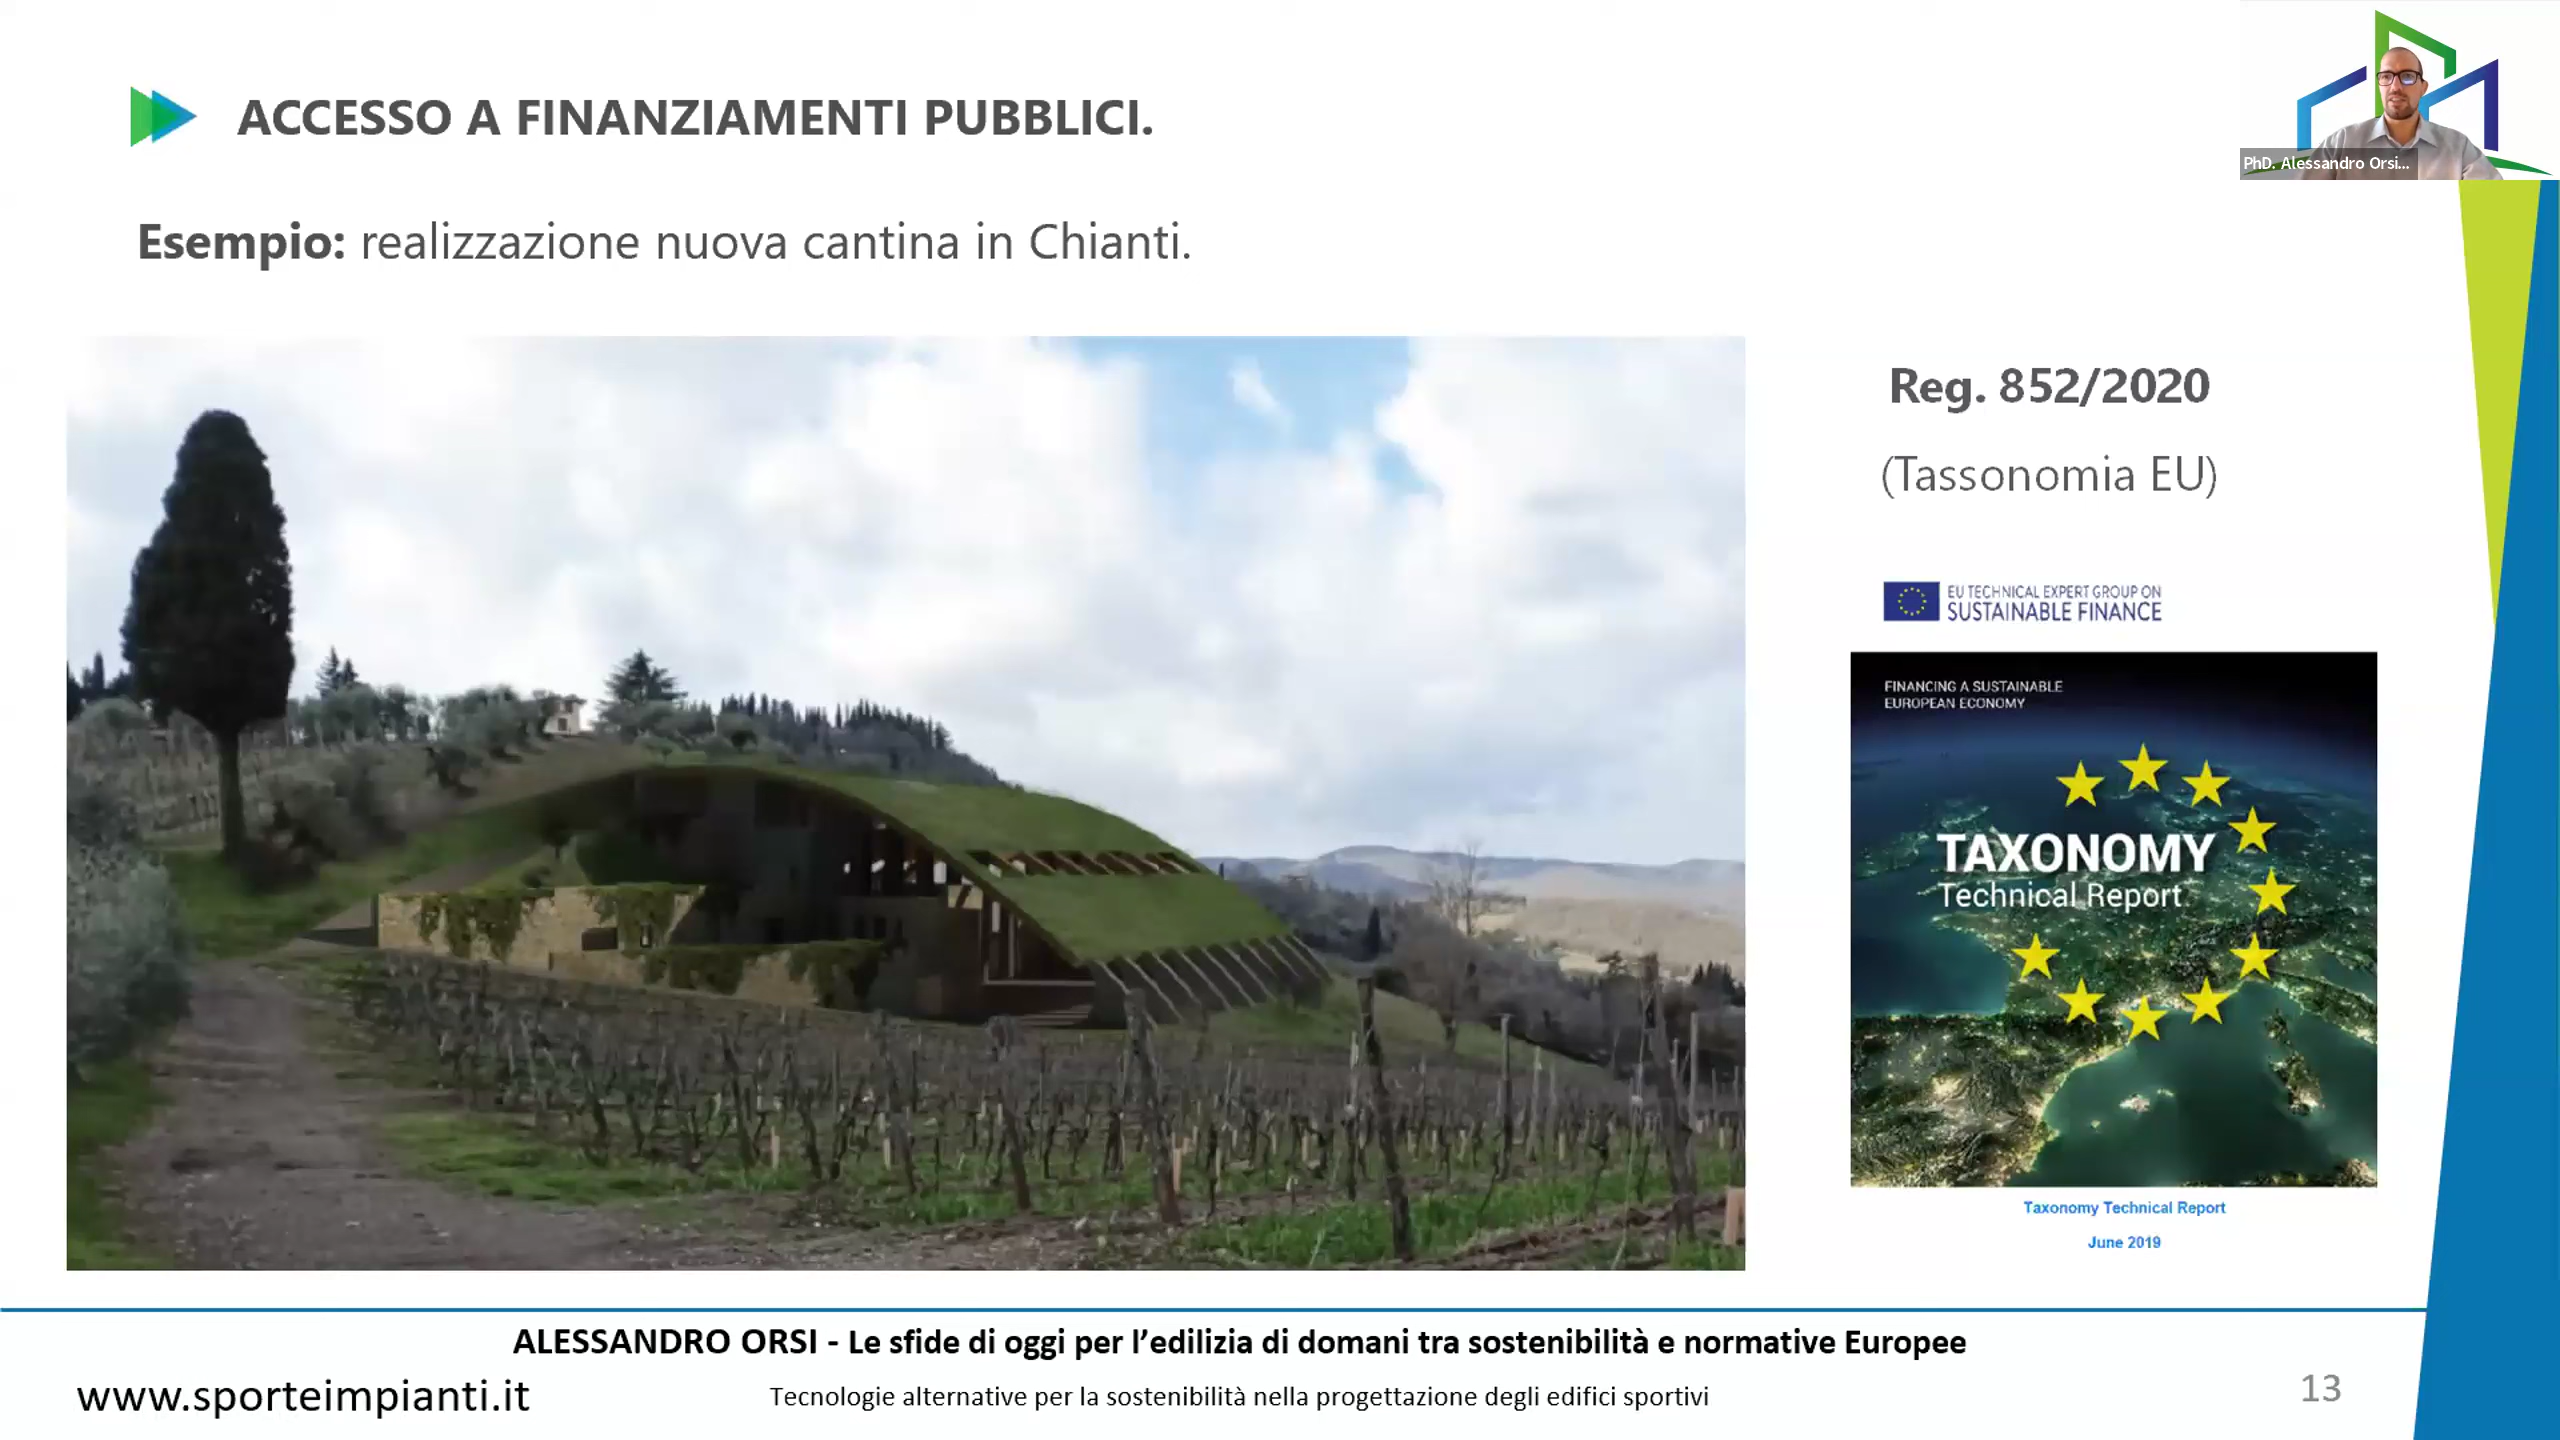 ACCESSO A FINANZIAMENTI PUBBLICI.
PhD. Alessandro Orsi...
Esempio: realizzazione nuova cantina in Chianti.
Reg. 852/2020
(Tassonomia EU)
EU TECHNICAL EXPERT GROUP ON
SUSTAINABLE FINANCE
FINANCING A SUSTAINABLE
EUROPEAN ECONOMY
TAXONOMY
Technical Report
Taxonomy Technical Report
June 2019
ALESSANDRO ORSI - Le sfide di oggi per l’edilizia di domani tra sostenibilità e normative Europee
www.sporteimpianti.it
Tecnologie alternative per la sostenibilità nella progettazione degli edifici sportivi
13